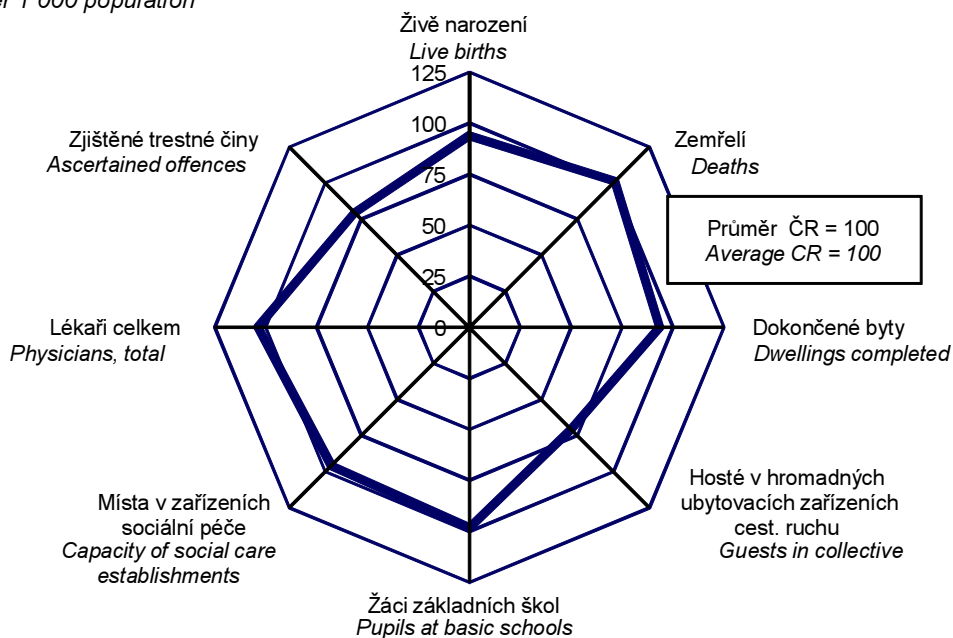 er 1 000 population
Živě narození
Live births
125
100
75
50
25
0
Zemřelí
Deaths
Průměr ČR = 100
Average CR = 100
Dokončené byty
Dwellings completed
Hosté v hromadných
ubytovacích zařízeních
cest. ruchu
Guests in collective
Žáci základních škol
Pupils at basic schools
Místa v zařízeních
sociální péče
Capacity of social care
establishments
Lékaři celkem
Physicians, total
Zjištěné trestné činy
Ascertained offences